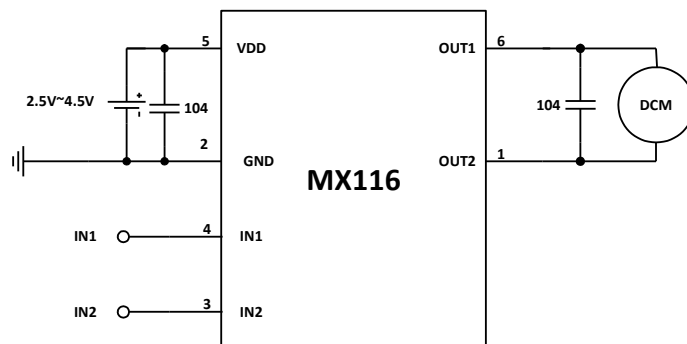 5 VDD OUT1 6
2.5V~4.5V + - 104 104 DCM
2 GND OUT2 1
MX116
IN1 4 IN1
IN2 3 IN2